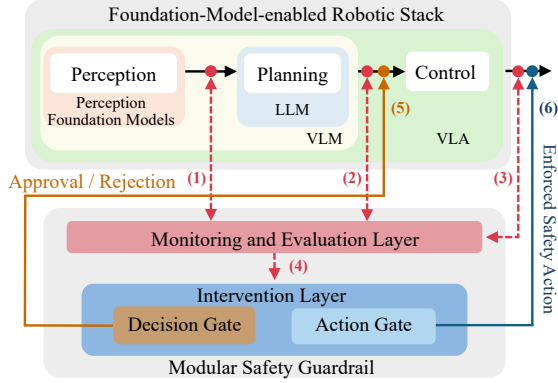 Foundation-Model-enabled Robotic Stack
Perception
Planning
Control
Perception
Foundation Models
LLM
VLM
VLA
(5)
(6)
Approval / Rejection
(1)
(2)
(3)
Enforced Safety Action
Monitoring and Evaluation Layer
(4)
Intervention Layer
Decision Gate
Action Gate
Modular Safety Guardrail